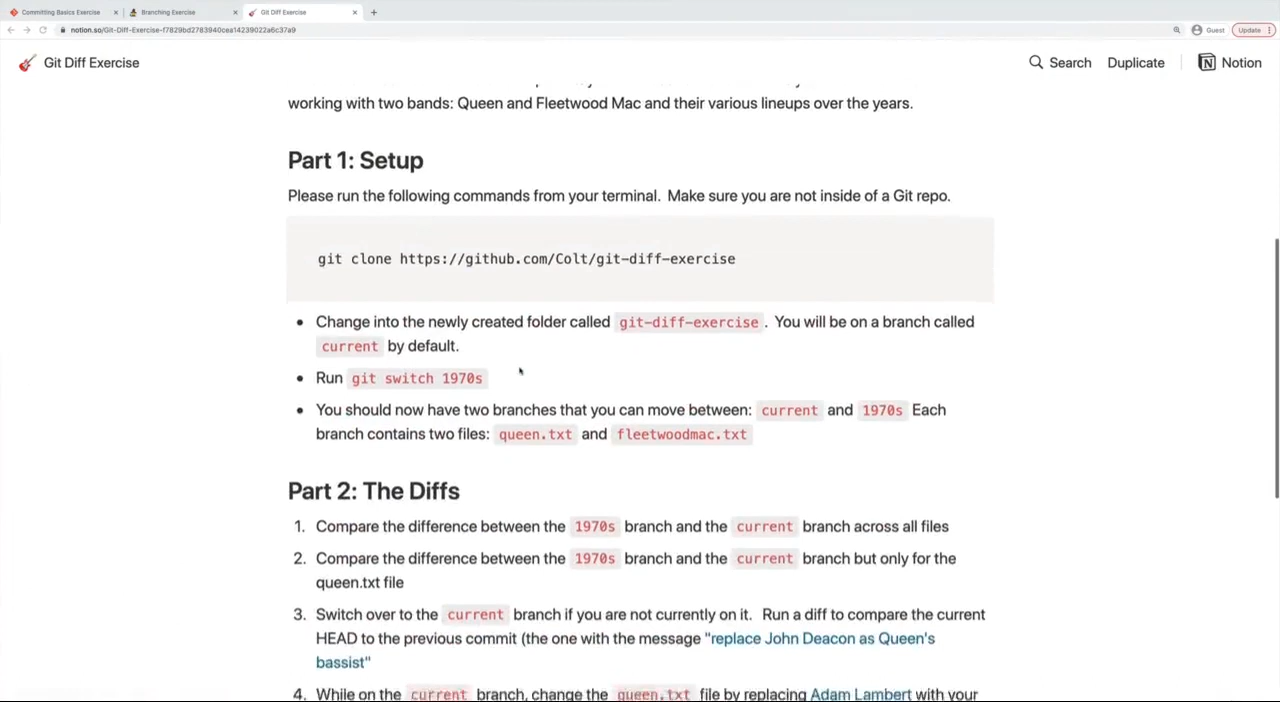 Committing Basics Exercise
Branching Exercise
Git Diff Exercise
notion.so/Git-Diff-Exercise-f7829bd2783940cea14239022a6c37a9
Guest
Update
Git Diff Exercise
Search
Duplicate
Notion
working with two bands: Queen and Fleetwood Mac and their various lineups over the years.
Part 1: Setup
Please run the following commands from your terminal. Make sure you are not inside of a Git repo.
git clone https://github.com/Colt/git-diff-exercise
• Change into the newly created folder called git-diff-exercise . You will be on a branch called
current by default.
• Run git switch 1970s
• You should now have two branches that you can move between: current and 1970s Each
branch contains two files: queen.txt and fleetwoodmac.txt
Part 2: The Diffs
1. Compare the difference between the 1970s branch and the current branch across all files
2. Compare the difference between the 1970s branch and the current branch but only for the
queen.txt file
3. Switch over to the current branch if you are not currently on it. Run a diff to compare the current
HEAD to the previous commit (the one with the message "replace John Deacon as Queen's
bassist"
4. While on the current branch, change the queen.txt file by replacing Adam Lambert with your